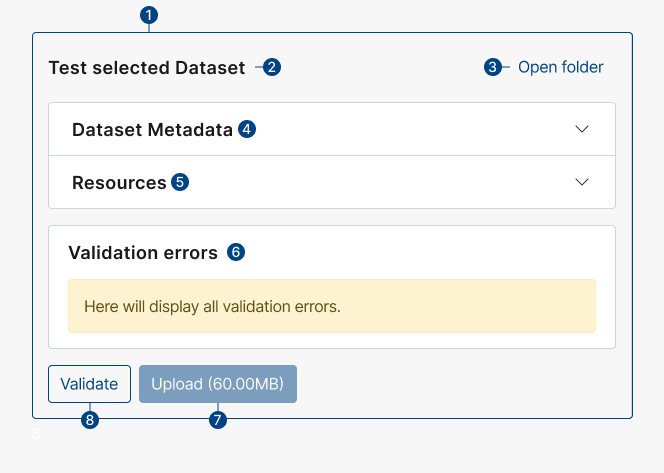 1
Test selected Dataset 2
3 Open folder
Dataset Metadata 4
Resources 5
Validation errors 6
Here will display all validation errors.
Validate Upload (60.00MB)
8 7
5